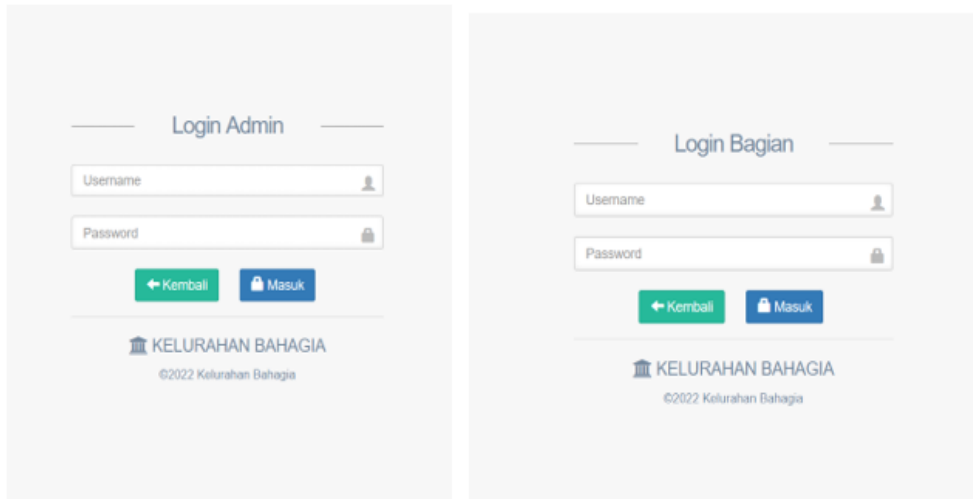 Login Admin
Username
Password
Kembali Masuk
KELURAHAN BAHAGIA
©2022 Kelurahan Bahagia
Login Bagian
Username
Password
Kembali Masuk
KELURAHAN BAHAGIA
©2022 Kelurahan Bahagia